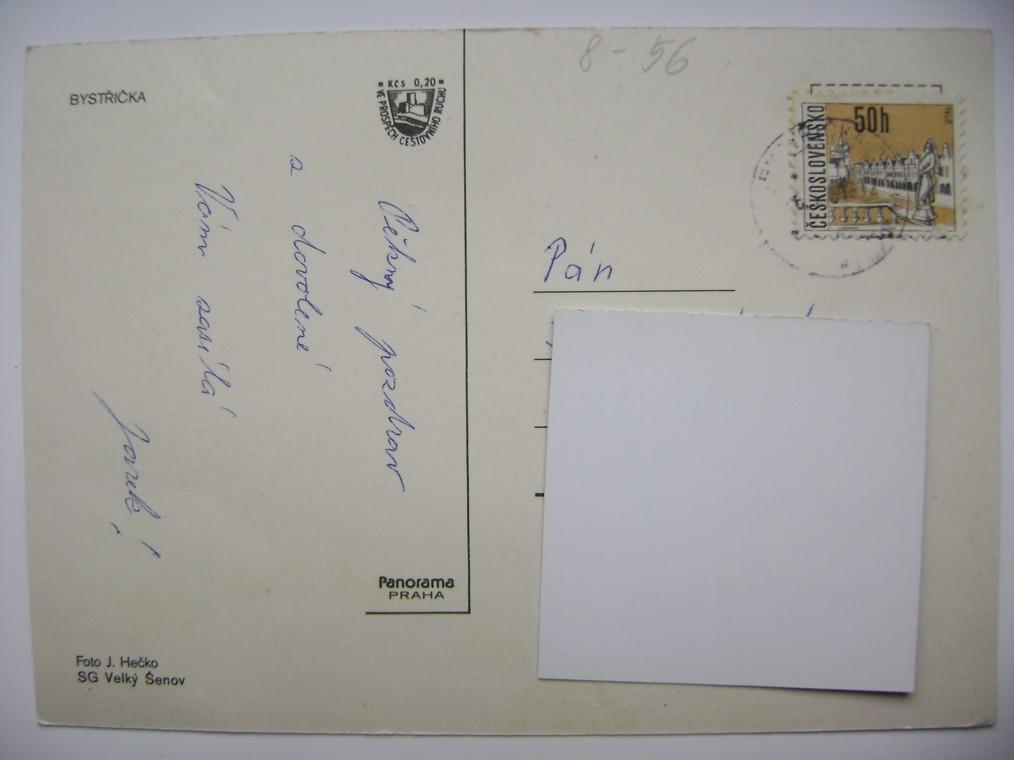 BYSTŘIČKA
Kčs 0,20
VE PROSPĚCH CESTOVNÍHO RUCHU
8-56
50h
ČESKOSLOVENSKO
Pěkný pozdrav
z dovolené
Vám zasílá
Jarka!
Pán
Panorama
PRAHA
Foto J. Hečko
SG Velký Šenov